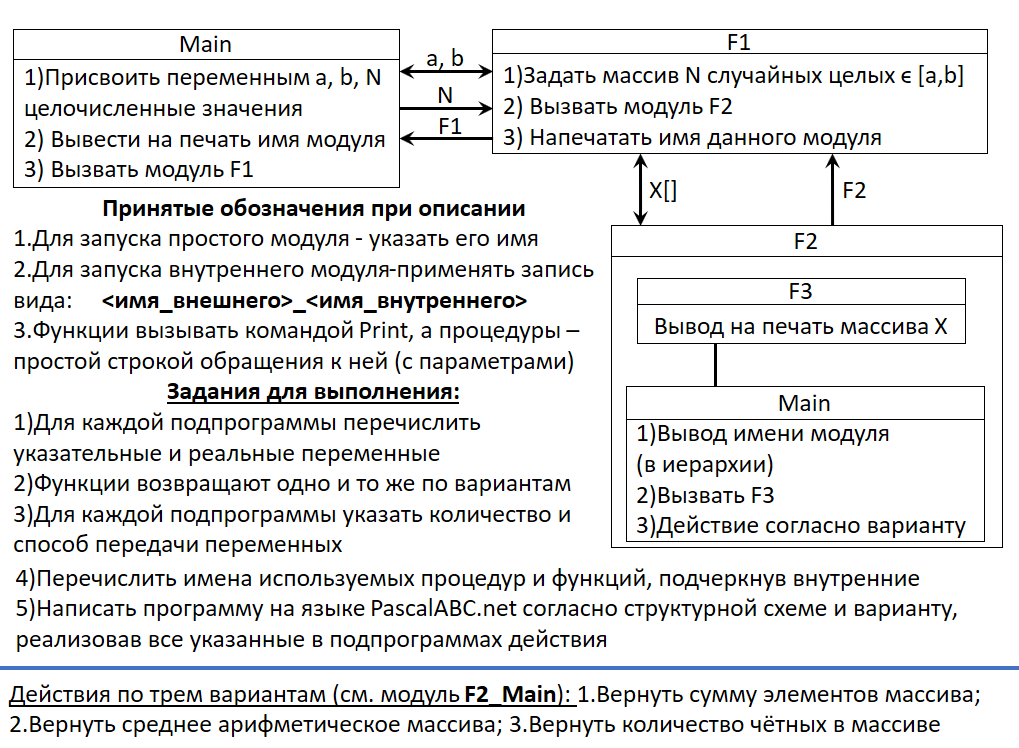 Main
1)Присвоить переменным a, b, N
целочисленные значения
2) Вывести на печать имя модуля
3) Вызвать модуль F1
a, b
N
F1
F1
1)Задать массив N случайных целых ϵ [a,b]
2) Вызвать модуль F2
3) Напечатать имя данного модуля
X[]
F2
F2
F3
Вывод на печать массива X
Main
1)Вывод имени модуля
(в иерархии)
2)Вызвать F3
3)Действие согласно варианту
Принятые обозначения при описании
1.Для запуска простого модуля - указать его имя
2.Для запуска внутреннего модуля-применять запись
вида: <имя_внешнего>_<имя_внутреннего>
3.Функции вызывать командой Print, а процедуры –
простой строкой обращения к ней (с параметрами)
Задания для выполнения:
1)Для каждой подпрограммы перечислить
указательные и реальные переменные
2)Функции возвращают одно и то же по вариантам
3)Для каждой подпрограммы указать количество и
способ передачи переменных
4)Перечислить имена используемых процедур и функций, подчеркнув внутренние
5)Написать программу на языке PascalABC.net согласно структурной схеме и варианту,
реализовав все указанные в подпрограммах действия
Действия по трем вариантам (см. модуль F2_Main): 1.Вернуть сумму элементов массива;
2.Вернуть среднее арифметическое массива; 3.Вернуть количество чётных в массиве